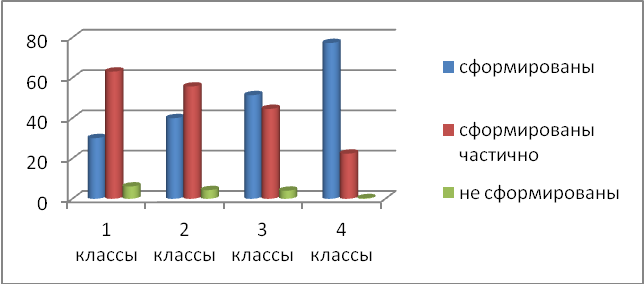 80
60
40
20
0
1 классы
2 классы
3 классы
4 классы
сформированы
сформированы
частично
не сформированы